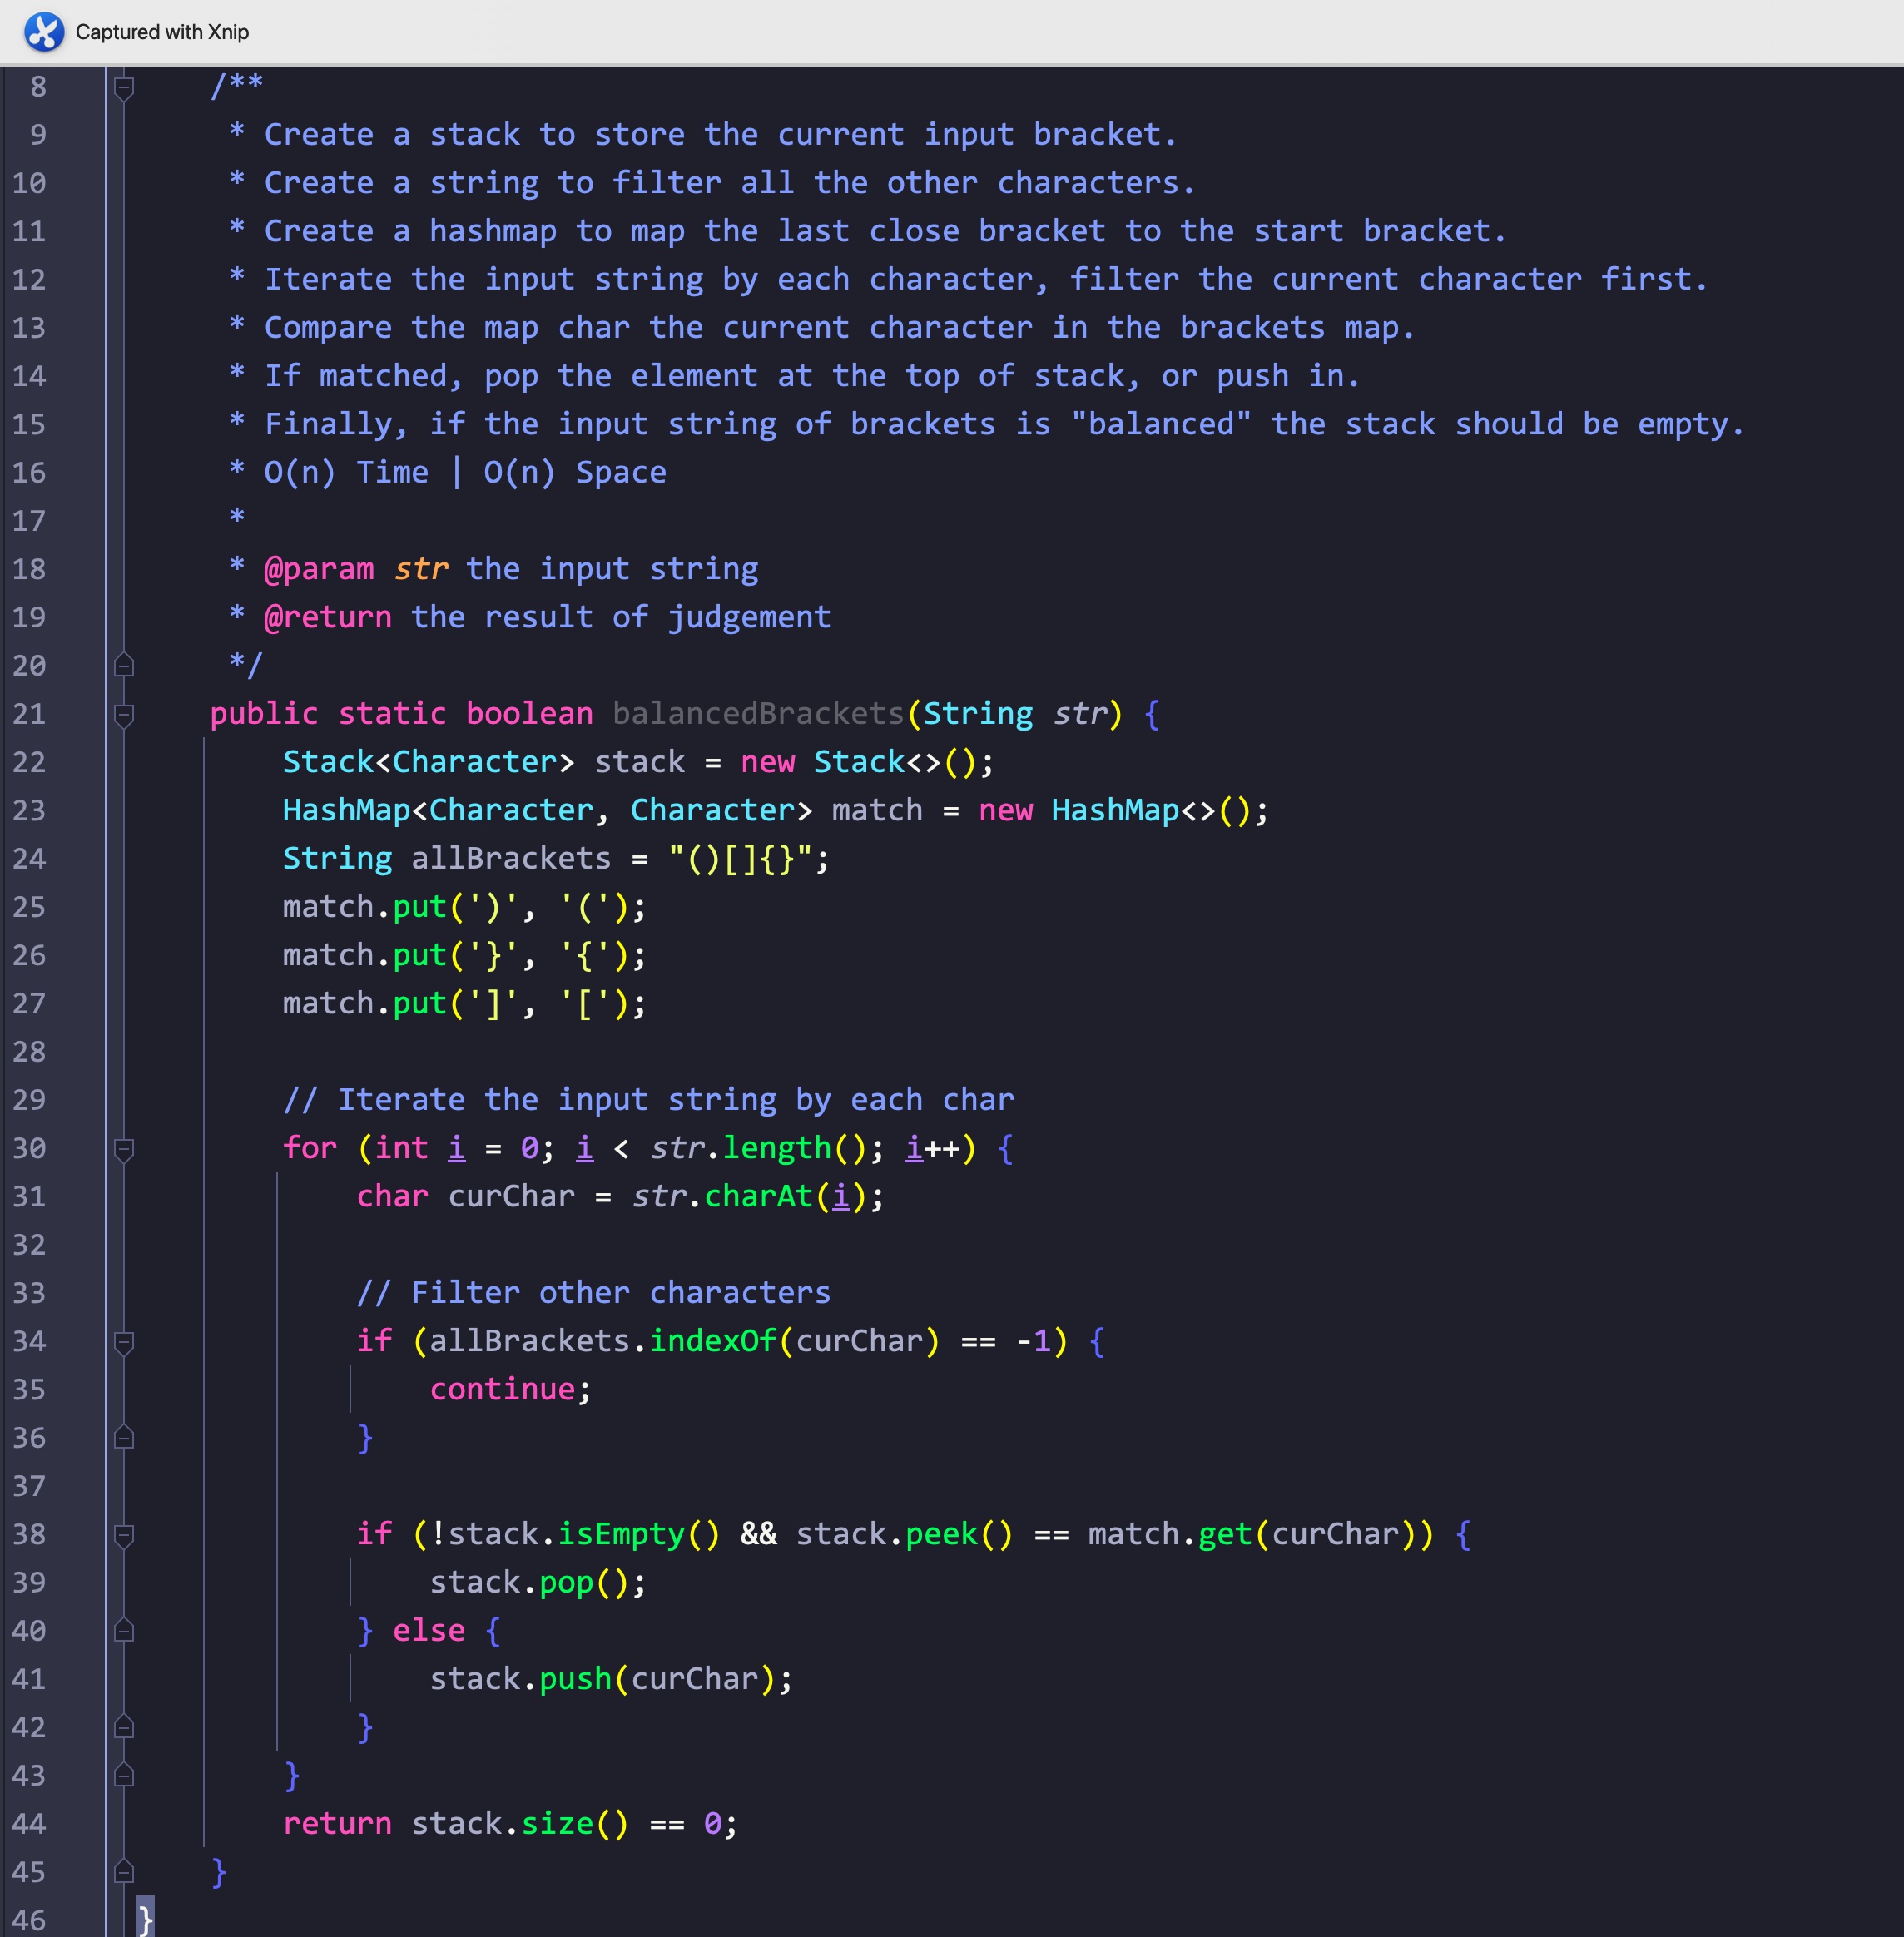 Captured with Xnip
8 /**
9 * Create a stack to store the current input bracket.
10 * Create a string to filter all the other characters.
11 * Create a hashmap to map the last close bracket to the start bracket.
12 * Iterate the input string by each character, filter the current character first.
13 * Compare the map char the current character in the brackets map.
14 * If matched, pop the element at the top of stack, or push in.
15 * Finally, if the input string of brackets is "balanced" the stack should be empty.
16 * O(n) Time | O(n) Space
17 *
18 * @param str the input string
19 * @return the result of judgement
20 */
21 public static boolean balancedBrackets(String str) {
22 Stack<Character> stack = new Stack<>();
23 HashMap<Character, Character> match = new HashMap<>();
24 String allBrackets = "()[]{}";
25 match.put(')', '(');
26 match.put('}', '{');
27 match.put(']', '[');
28
29 // Iterate the input string by each char
30 for (int i = 0; i < str.length(); i++) {
31 char curChar = str.charAt(i);
32
33 // Filter other characters
34 if (allBrackets.indexOf(curChar) == -1) {
35 continue;
36 }
37
38 if (!stack.isEmpty() && stack.peek() == match.get(curChar)) {
39 stack.pop();
40 } else {
41 stack.push(curChar);
42 }
43 }
44 return stack.size() == 0;
45 }
46 }